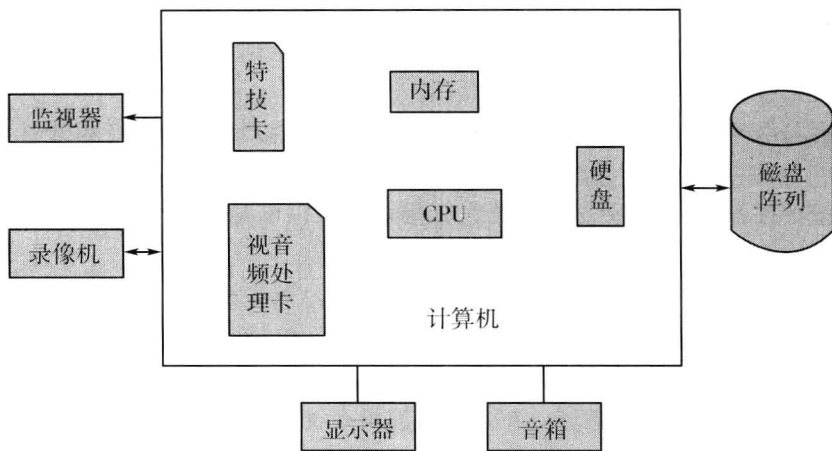 特
技
卡
内存
监视器
硬
盘
磁盘
阵列
CPU
录像机
视音
频处
理卡
计算机
显示器
音箱